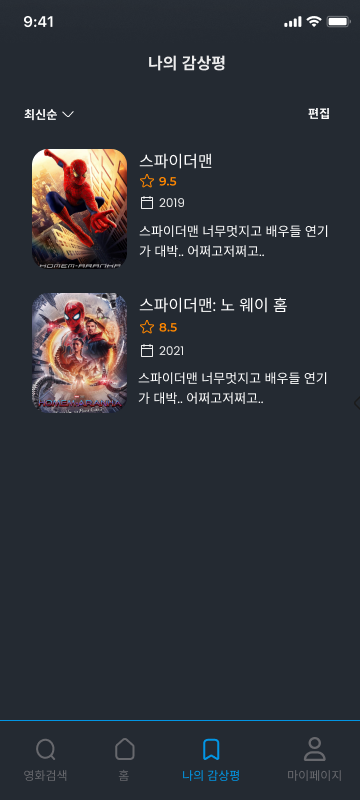 9:41
나의 감상평
최신순
편집
스파이더맨
9.5
2019
스파이더맨 너무멋지고 배우들 연기
가 대박.. 어쩌고저쩌고..
HOMEM-ARANHA
스파이더맨: 노 웨이 홈
8.5
2021
스파이더맨 너무멋지고 배우들 연기
가 대박.. 어쩌고저쩌고..
HOMEM-ARANHA
영화검색
홈
나의 감상평
마이페이지